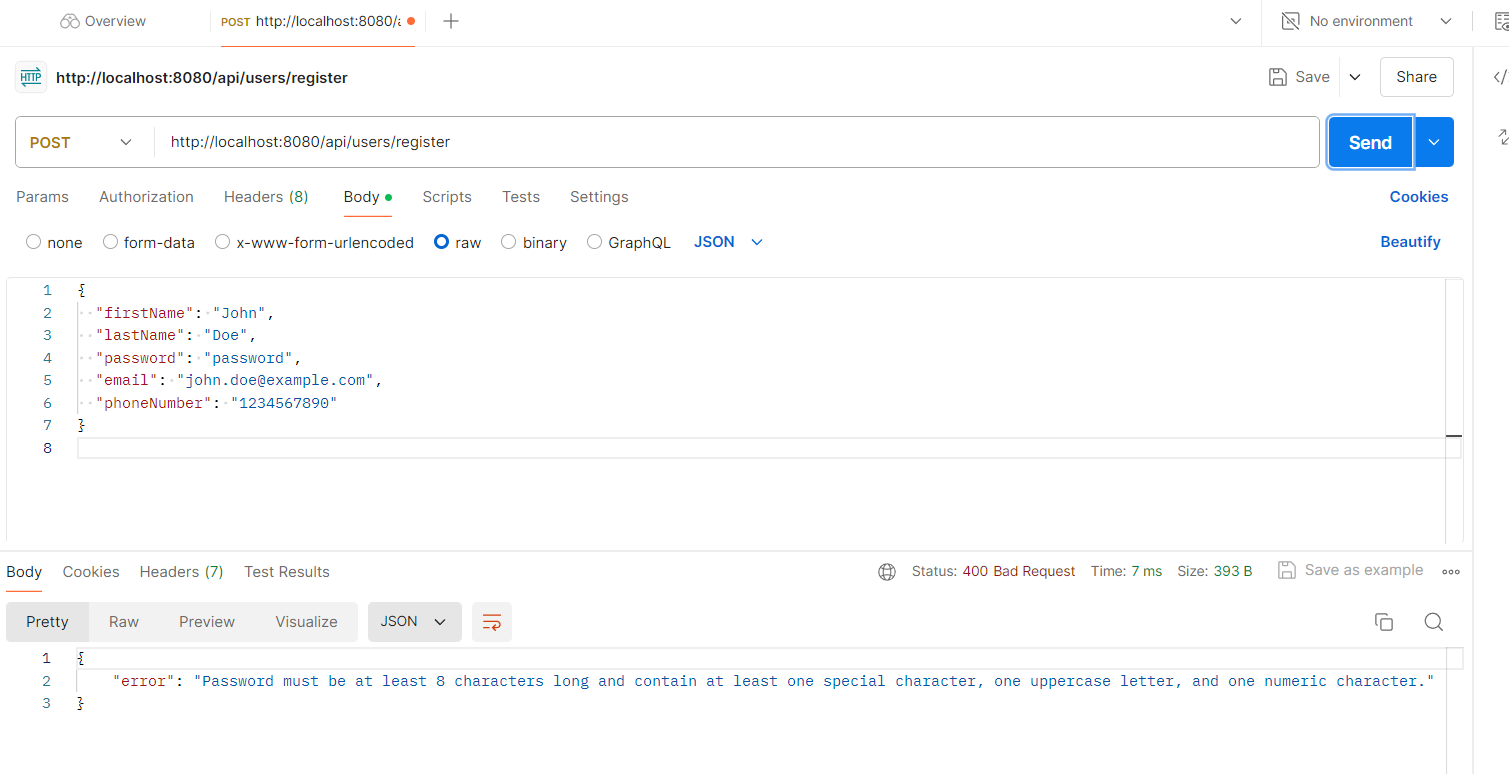 Overview
POST http://localhost:8080/a
No environment
HTTP http://localhost:8080/api/users/register
Save
Share
POST
http://localhost:8080/api/users/register
Send
Params Authorization Headers (8) Body Scripts Tests Settings Cookies
none form-data x-www-form-urlencoded raw binary GraphQL JSON Beautify
1 {
2 "firstName": "John",
3 "lastName": "Doe",
4 "password": "password",
5 "email": "john.doe@example.com",
6 "phoneNumber": "1234567890"
7 }
8
Body Cookies Headers (7) Test Results Status: 400 Bad Request Time: 7 ms Size: 393 B Save as example
Pretty Raw Preview Visualize JSON
1 {
2 "error": "Password must be at least 8 characters long and contain at least one special character, one uppercase letter, and one numeric character."
3 }